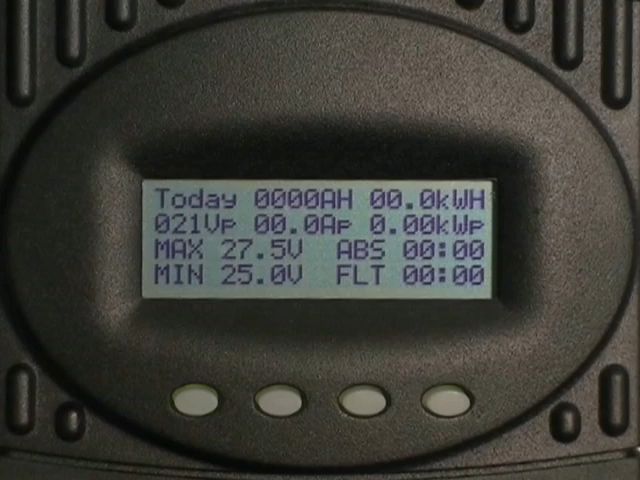 Today 0000AH 00.0kWH
021Vp 00.0Ap 0.00kWp
MAX 27.5V ABS 00:00
MIN 25.0V FLT 00:00